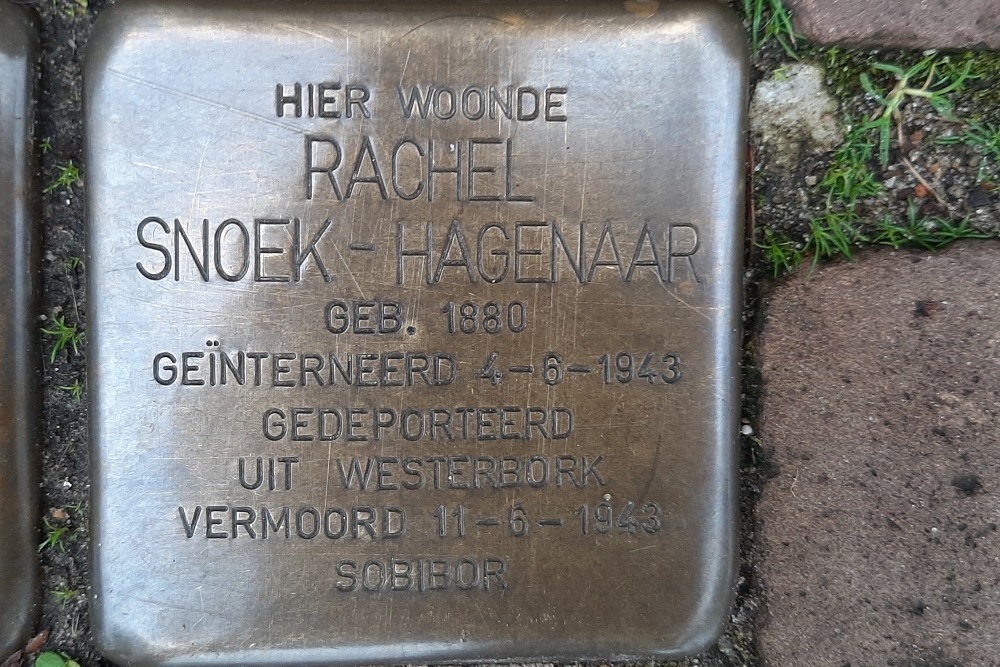 HIER WOONDE
RACHEL
SNOEK - HAGENAAR
GEB. 1880
GEÏNTERNEERD 4-6-1943
GEDEPORTEERD
UIT WESTERBORK
VERMOORD 11-6-1943
SOBIBOR